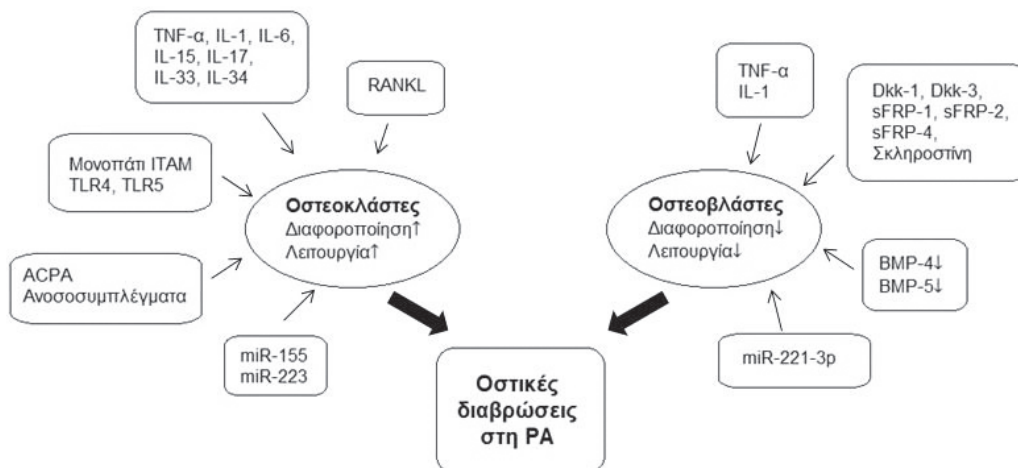 TNF-α, IL-1, IL-6,
IL-15, IL-17,
IL-33, IL-34
RANKL
Μονοπάτι ITAM
TLR4, TLR5
Οστεοκλάστες
Διαφοροποίηση↑
Λειτουργία↑
ACPA
Ανοσοσυμπλέγματα
miR-155
miR-223
TNF-α
IL-1
Dkk-1, Dkk-3,
sFRP-1, sFRP-2,
sFRP-4,
Σκληροστίνη
Οστεοβλάστες
Διαφοροποίηση↓
Λειτουργία↓
BMP-4↓
BMP-5↓
miR-221-3p
Οστικές
διαβρώσεις
στη ΡΑ